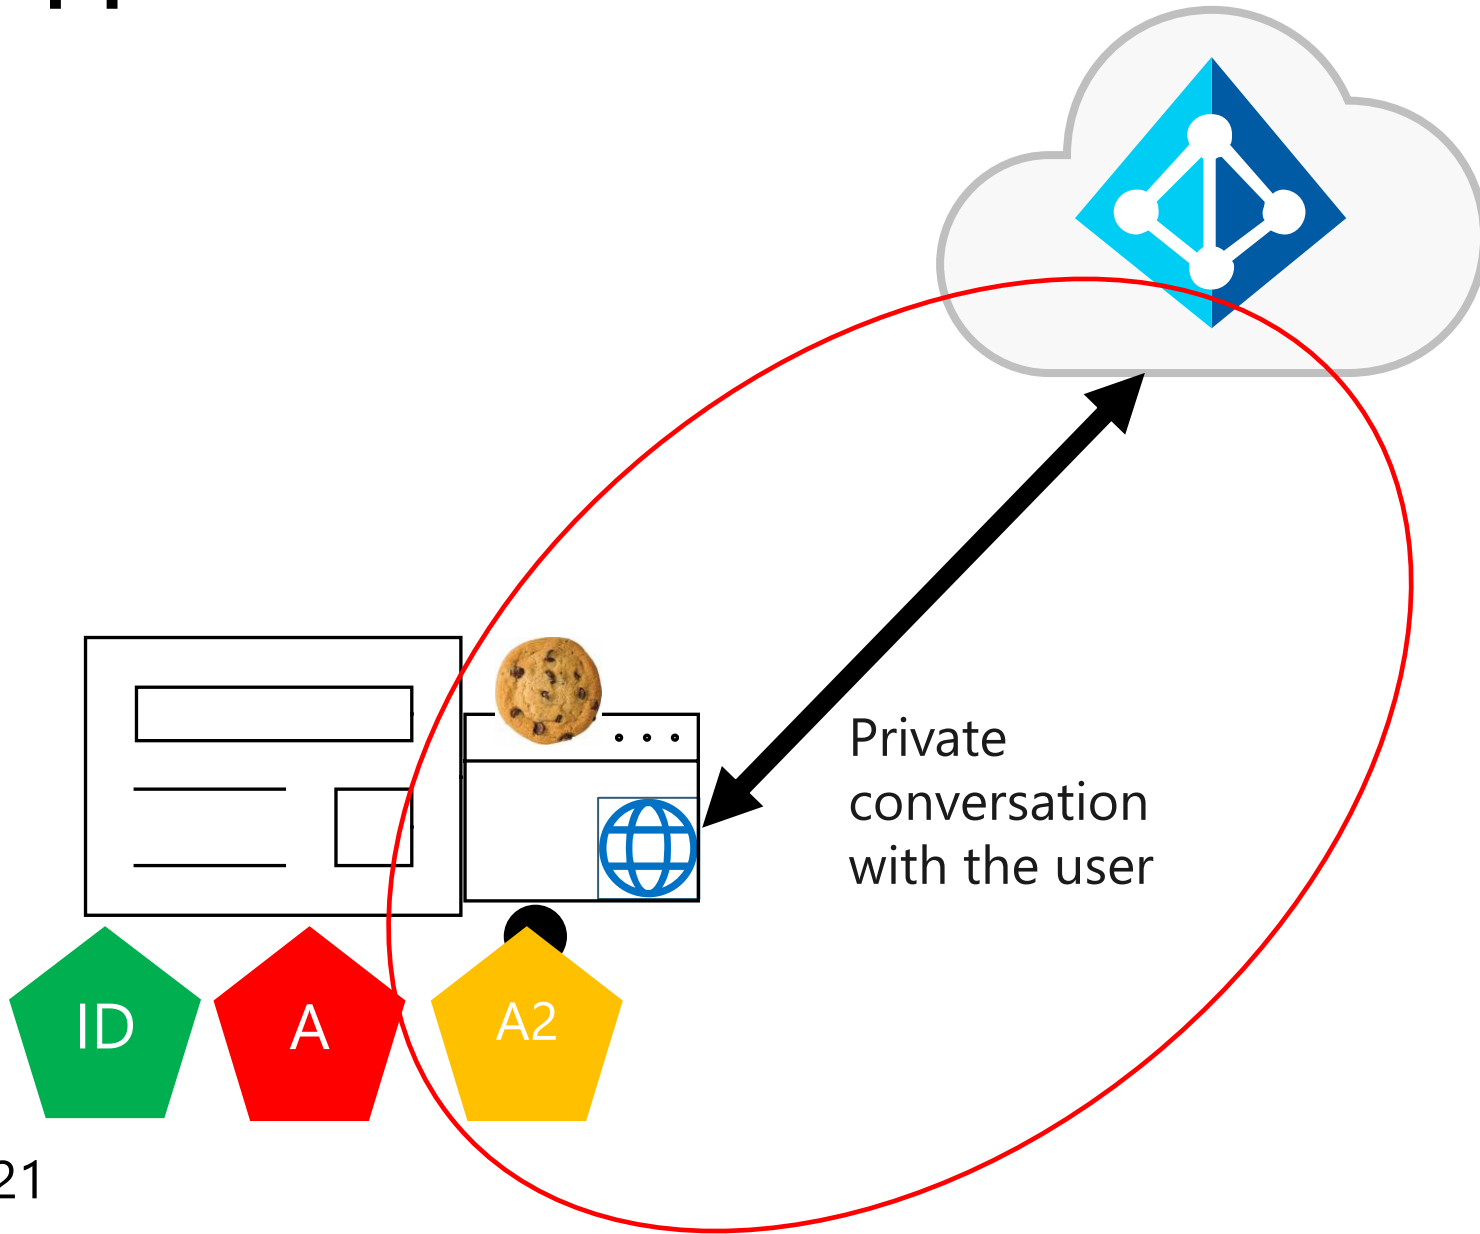 Private
conversation
with the user
ID
A
A2
21